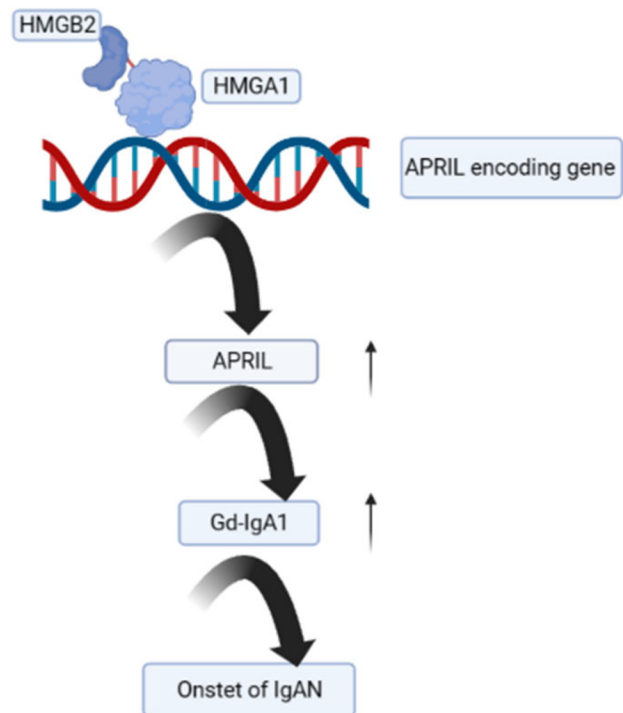 HMGB2
HMGA1
APRIL encoding gene
APRIL
Gd-IgA1
Onstet of IgAN